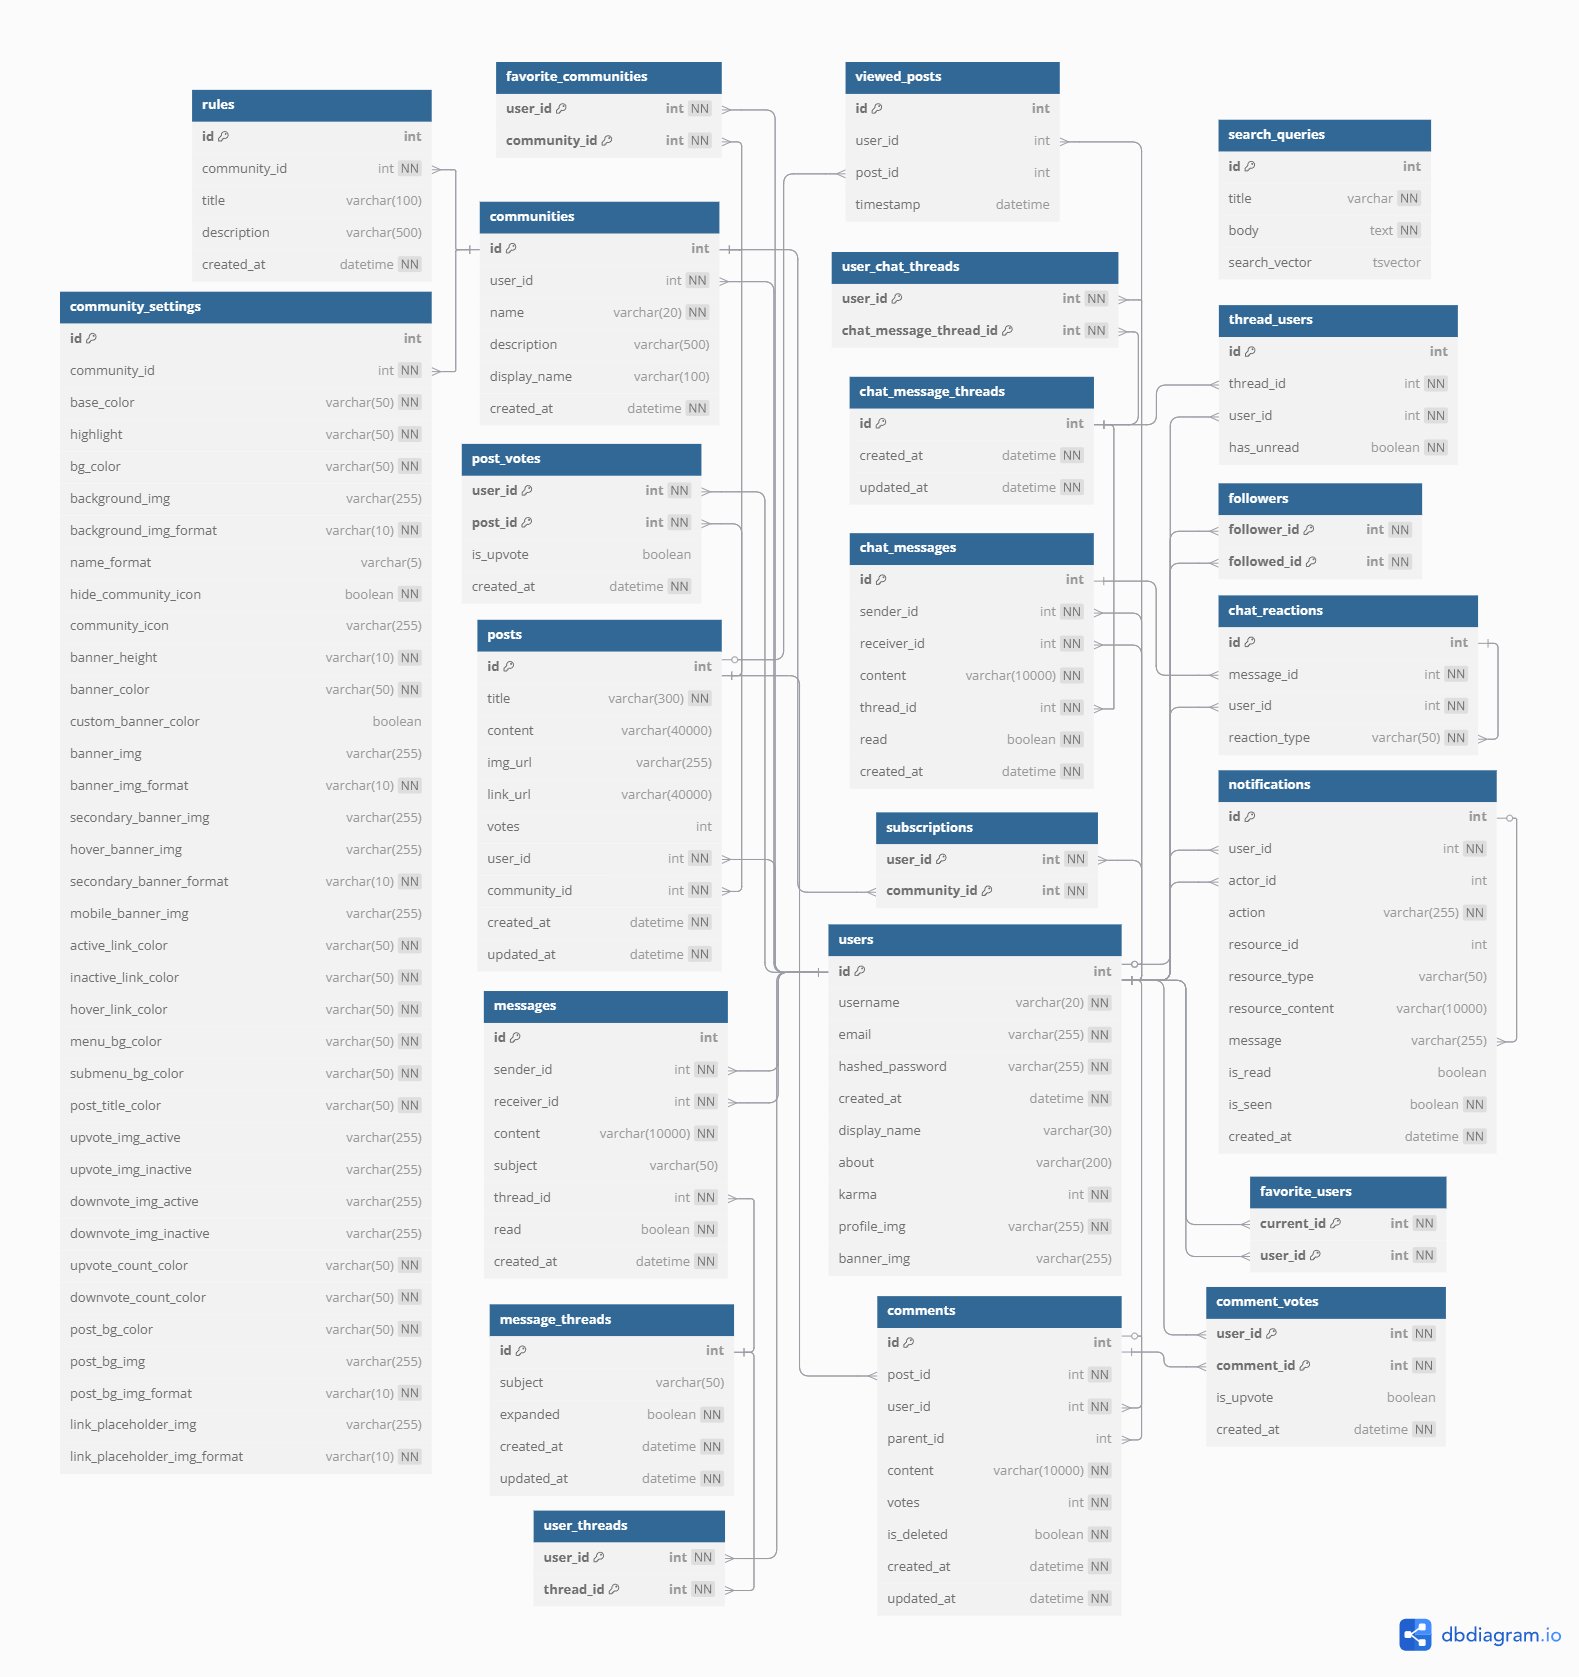 rules
id int
community_id int NN
title varchar(100)
description varchar(500)
created_at datetime NN
community_settings
id int
community_id int NN
base_color varchar(50) NN
highlight varchar(50) NN
bg_color varchar(50) NN
background_img varchar(255)
background_img_format varchar(10) NN
name_format varchar(5)
hide_community_icon boolean NN
community_icon varchar(255)
banner_height varchar(10) NN
banner_color varchar(50) NN
custom_banner_color boolean
banner_img varchar(255)
banner_img_format varchar(10) NN
secondary_banner_img varchar(255)
hover_banner_img varchar(255)
secondary_banner_format varchar(10) NN
mobile_banner_img varchar(255)
active_link_color varchar(50) NN
inactive_link_color varchar(50) NN
hover_link_color varchar(50) NN
menu_bg_color varchar(50) NN
submenu_bg_color varchar(50) NN
post_title_color varchar(50) NN
upvote_img_active varchar(255)
upvote_img_inactive varchar(255)
downvote_img_active varchar(255)
downvote_img_inactive varchar(255)
upvote_count_color varchar(50) NN
downvote_count_color varchar(50) NN
post_bg_color varchar(50) NN
post_bg_img varchar(255)
post_bg_img_format varchar(10) NN
link_placeholder_img varchar(255)
link_placeholder_img_format varchar(10) NN
favorite_communities
user_id int NN
community_id int NN
communities
id int
user_id int NN
name varchar(20) NN
description varchar(500)
display_name varchar(100)
created_at datetime NN
post_votes
user_id int NN
post_id int NN
is_upvote boolean
created_at datetime NN
posts
id int
title varchar(300) NN
content varchar(40000)
img_url varchar(255)
link_url varchar(40000)
votes int
user_id int NN
community_id int NN
created_at datetime NN
updated_at datetime NN
messages
id int
sender_id int NN
receiver_id int NN
content varchar(10000) NN
subject varchar(50)
thread_id int NN
read boolean NN
created_at datetime NN
message_threads
id int
subject varchar(50)
expanded boolean NN
created_at datetime NN
updated_at datetime NN
user_threads
user_id int NN
thread_id int NN
viewed_posts
id int
user_id int
post_id int
timestamp datetime
user_chat_threads
user_id int NN
chat_message_thread_id int NN
chat_message_threads
id int
created_at datetime NN
updated_at datetime NN
chat_messages
id int
sender_id int NN
receiver_id int NN
content varchar(10000) NN
thread_id int NN
read boolean NN
created_at datetime NN
subscriptions
user_id int NN
community_id int NN
users
id int
username varchar(20) NN
email varchar(255) NN
hashed_password varchar(255) NN
created_at datetime NN
display_name varchar(30)
about varchar(200)
karma int NN
profile_img varchar(255) NN
banner_img varchar(255)
comments
id int
post_id int NN
user_id int NN
parent_id int
content varchar(10000) NN
votes int NN
is_deleted boolean NN
created_at datetime NN
updated_at datetime NN
search_queries
id int
title varchar NN
body text NN
search_vector tsvector
thread_users
id int
thread_id int NN
user_id int NN
has_unread boolean NN
followers
follower_id int NN
followed_id int NN
chat_reactions
id int
message_id int NN
user_id int NN
reaction_type varchar(50) NN
notifications
id int
user_id int NN
actor_id int
action varchar(255) NN
resource_id int
resource_type varchar(50)
resource_content varchar(10000)
message varchar(255)
is_read boolean
is_seen boolean NN
created_at datetime NN
favorite_users
current_id int NN
user_id int NN
comment_votes
user_id int NN
comment_id int NN
is_upvote boolean
created_at datetime NN
dbdiagram.io